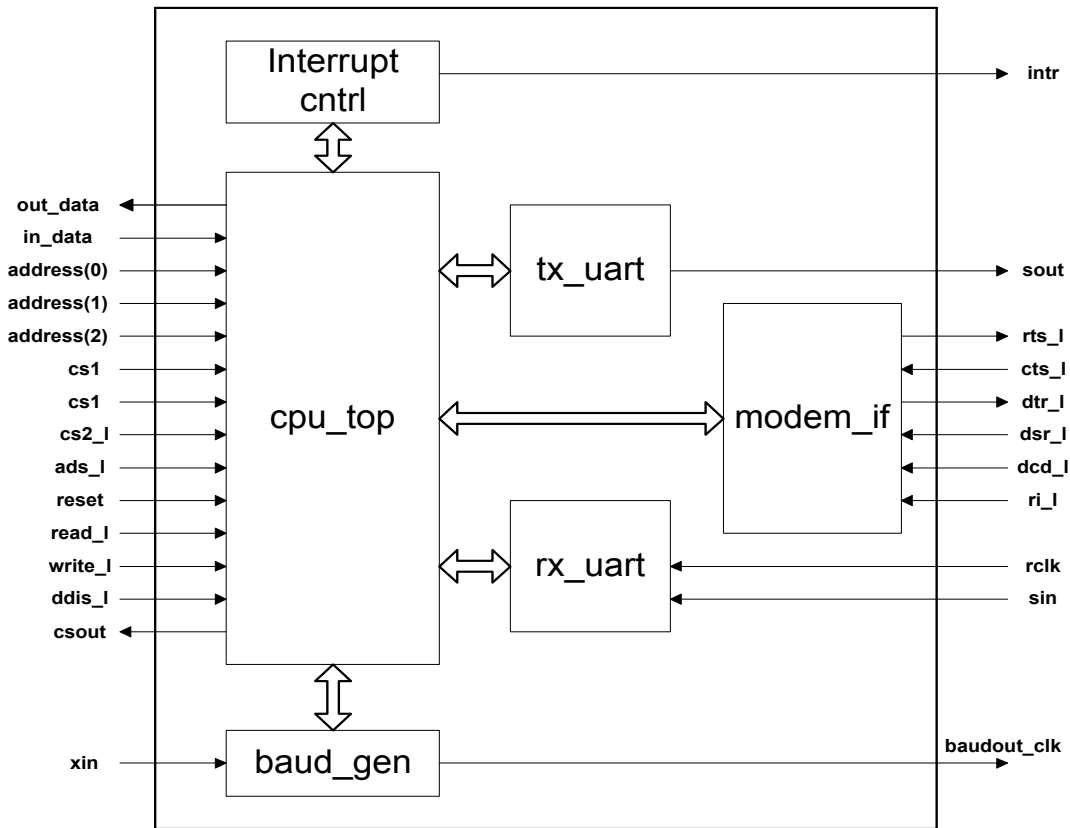 Interrupt
cntrl
intr
out_data
in_data
address(0)
address(1)
address(2)
cs1
cs1
cs2_l
ads_l
reset
read_l
write_l
ddis_l
csout
cpu_top
tx_uart
sout
modem_if
rts_l
cts_l
dtr_l
dsr_l
dcd_l
ri_l
rx_uart
rclk
sin
xin
baud_gen
baudout_clk